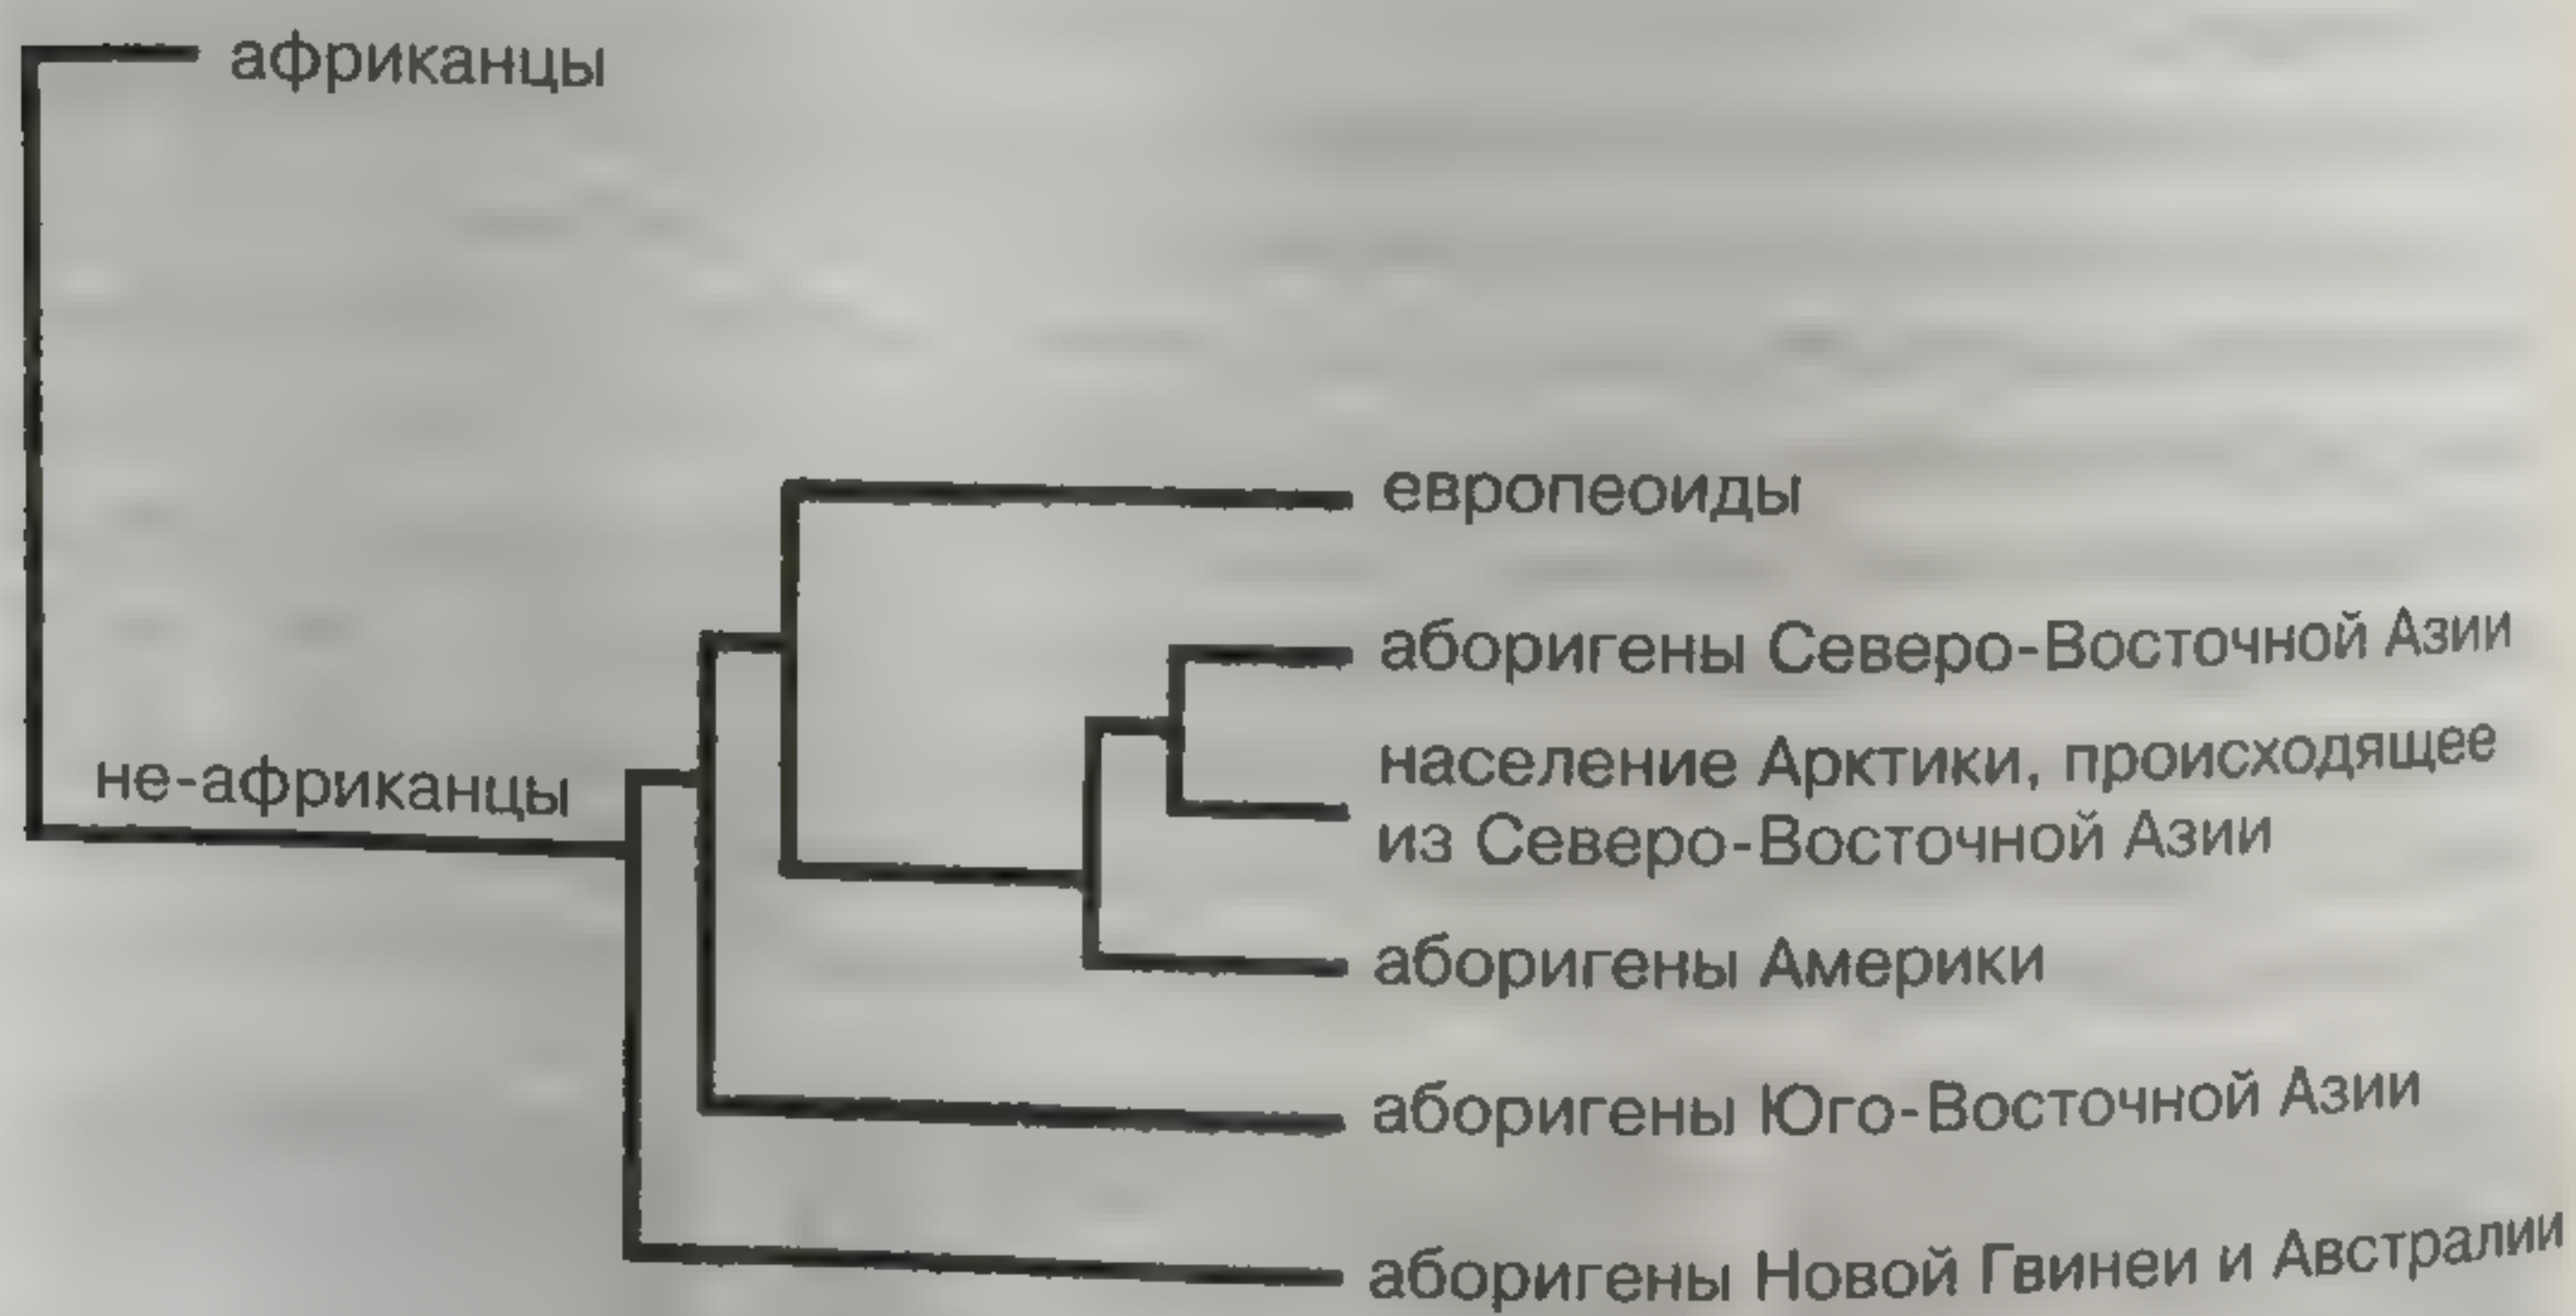 африканцы
европеоиды
аборигены Северо-Восточной Азии
население Арктики, происходящее
из Северо-Восточной Азии
не-африканцы
аборигены Америки
аборигены Юго-Восточной Азии
аборигены Новой Гвинеи и Австралии